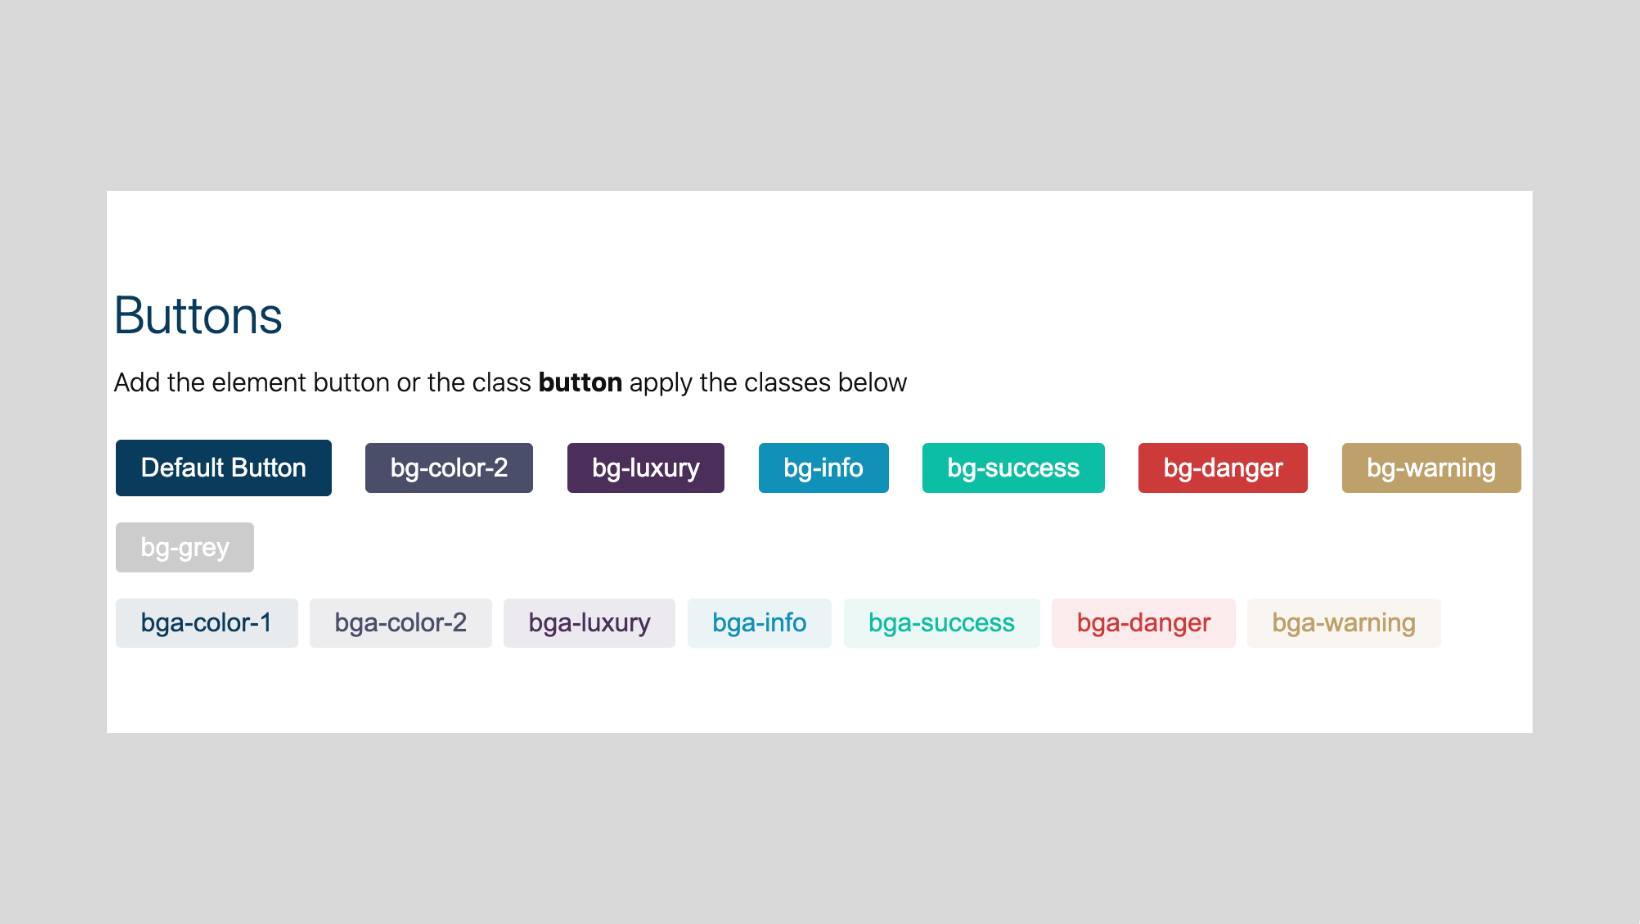 Buttons
Add the element button or the class button apply the classes below
Default Button bg-color-2 bg-luxury bg-info bg-success bg-danger bg-warning
bg-grey
bga-color-1 bga-color-2 bga-luxury bga-info bga-success bga-danger bga-warning